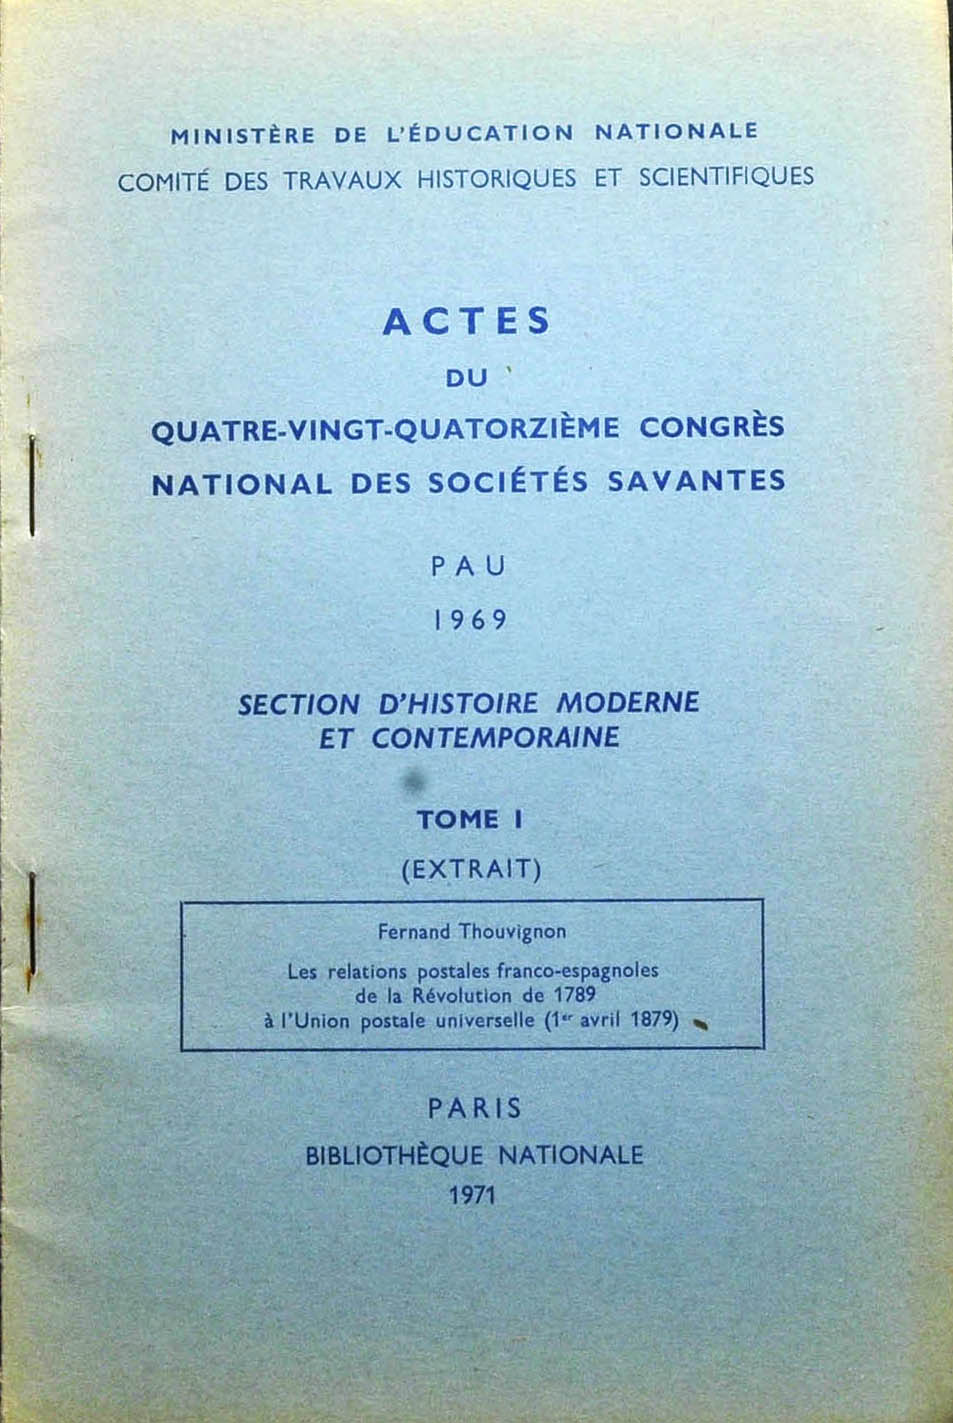 MINISTÈRE DE L'ÉDUCATION NATIONALE
COMITÉ DES TRAVAUX HISTORIQUES ET SCIENTIFIQUES
ACTES
DU
QUATRE-VINGT-QUATORZIÈME CONGRÈS
NATIONAL DES SOCIÉTÉS SAVANTES
PAU
1969
SECTION D'HISTOIRE MODERNE
ET CONTEMPORAINE
TOME I
(EXTRAIT)
Fernand Thouvignon
Les relations postales franco-espagnoles
de la Révolution de 1789
à l'Union postale universelle (1er avril 1879)
PARIS
BIBLIOTHÈQUE NATIONALE
1971